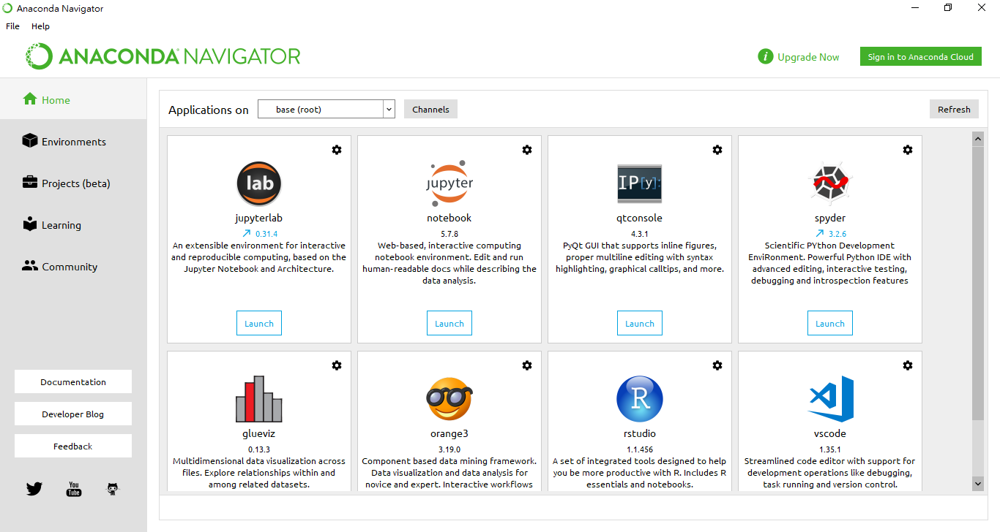 Anaconda Navigator
File Help
ANACONDA NAVIGATOR
i Upgrade Now
Sign in to Anaconda Cloud
Home
Environments
Projects (beta)
Learning
Community
Documentation
Developer Blog
Feedback
You
Tube
Applications on
base (root)
Channels
Refresh
lab
jupyterlab
0.31.4
An extensible environment for interactive
and reproducible computing, based on the
Jupyter Notebook and Architecture.
Launch
jupyter
notebook
5.7.8
Web-based, interactive computing
notebook environment. Edit and run
human-readable docs while describing the
data analysis.
Launch
IP[y]:
qtconsole
4.3.1
PyQt GUI that supports inline figures,
proper multiline editing with syntax
highlighting, graphical calltips, and more.
Launch
spyder
3.2.6
Scientific PYthon Development
EnviRonment. Powerful Python IDE with
advanced editing, interactive testing,
debugging and introspection features
Launch
glueviz
0.13.3
Multidimensional data visualization across
files. Explore relationships within and
among related datasets.
orange3
3.19.0
Component based data mining framework.
Data visualization and data analysis for
novice and expert. Interactive workflows
R
rstudio
1.1.456
A set of integrated tools designed to help
you be more productive with R. Includes R
essentials and notebooks.
vscode
1.35.1
Streamlined code editor with support for
development operations like debugging,
task running and version control.